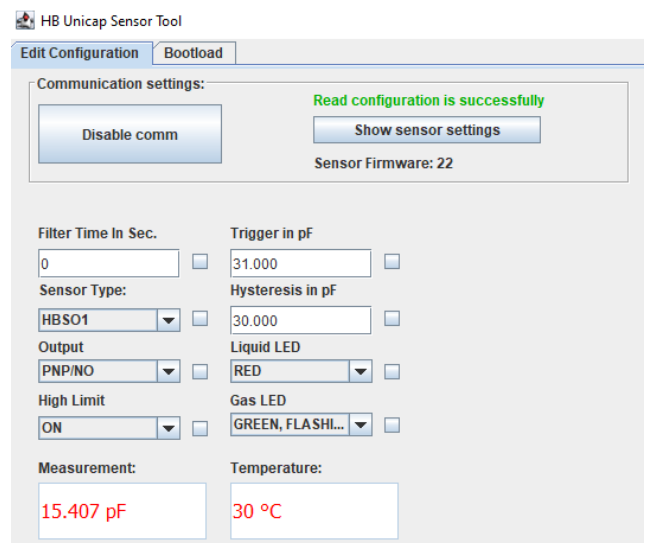 HB Unicap Sensor Tool
Edit Configuration Bootload
Communication settings:
Read configuration is successfully
Disable comm
Show sensor settings
Sensor Firmware: 22
Filter Time In Sec. Trigger in pF
0 31.000
Sensor Type: Hysteresis in pF
HBSO1 30.000
Output Liquid LED
PNP/NO RED
High Limit Gas LED
ON GREEN, FLASHI...
Measurement: Temperature:
15.407 pF 30 °C